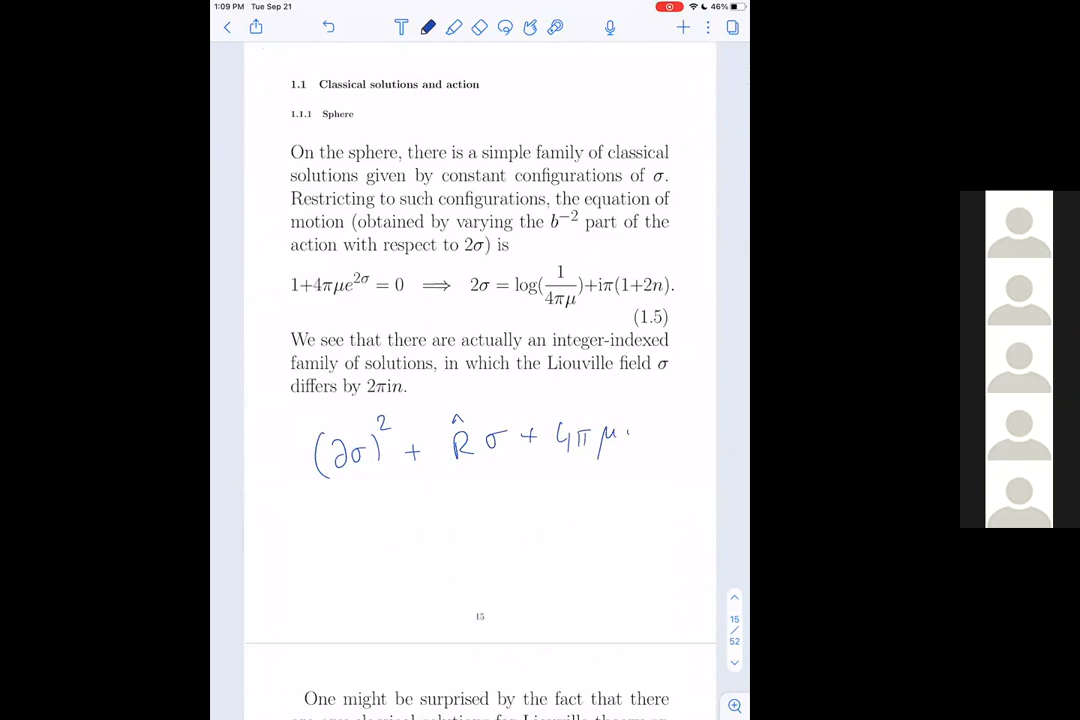 1:09 PM Tue Sep 21
46%
1.1 Classical solutions and action
1.1.1 Sphere
On the sphere, there is a simple family of classical
solutions given by constant configurations of σ.
Restricting to such configurations, the equation of
motion (obtained by varying the b⁻² part of the
action with respect to 2σ) is
1+4πμe^{2σ} = 0 ⟹ 2σ = log(1/4πμ)+iπ(1+2n).
(1.5)
We see that there are actually an integer-indexed
family of solutions, in which the Liouville field σ
differs by 2πin.
(∂σ)² + R̂ σ + 4πμ
15
15
/
52
One might be surprised by the fact that there